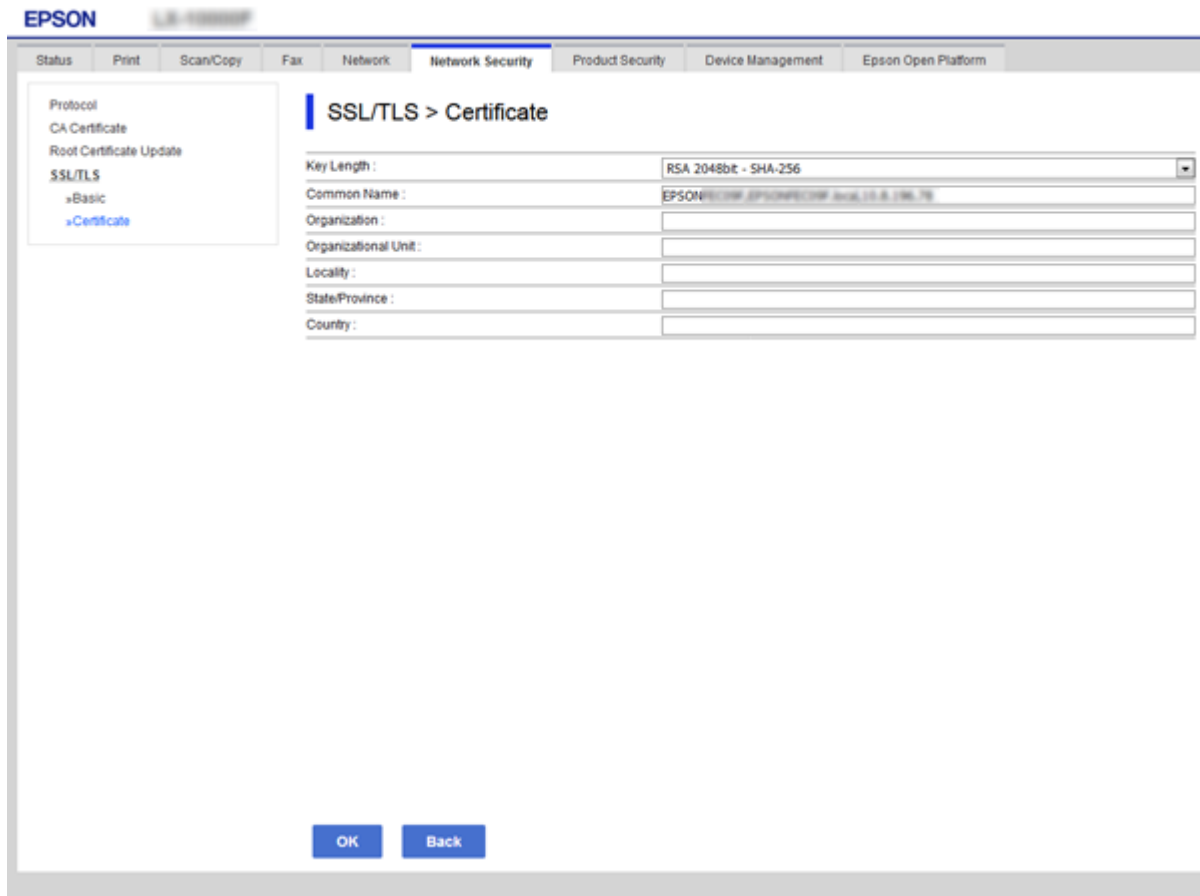 EPSON
Status Print Scan/Copy Fax Network Network Security Product Security Device Management Epson Open Platform
Protocol
CA Certificate
Root Certificate Update
SSL/TLS
»Basic
»Certificate
SSL/TLS > Certificate
Key Length : RSA 2048bit - SHA-256
Common Name : EPSON
Organization :
Organizational Unit :
Locality :
State/Province :
Country :
OK Back